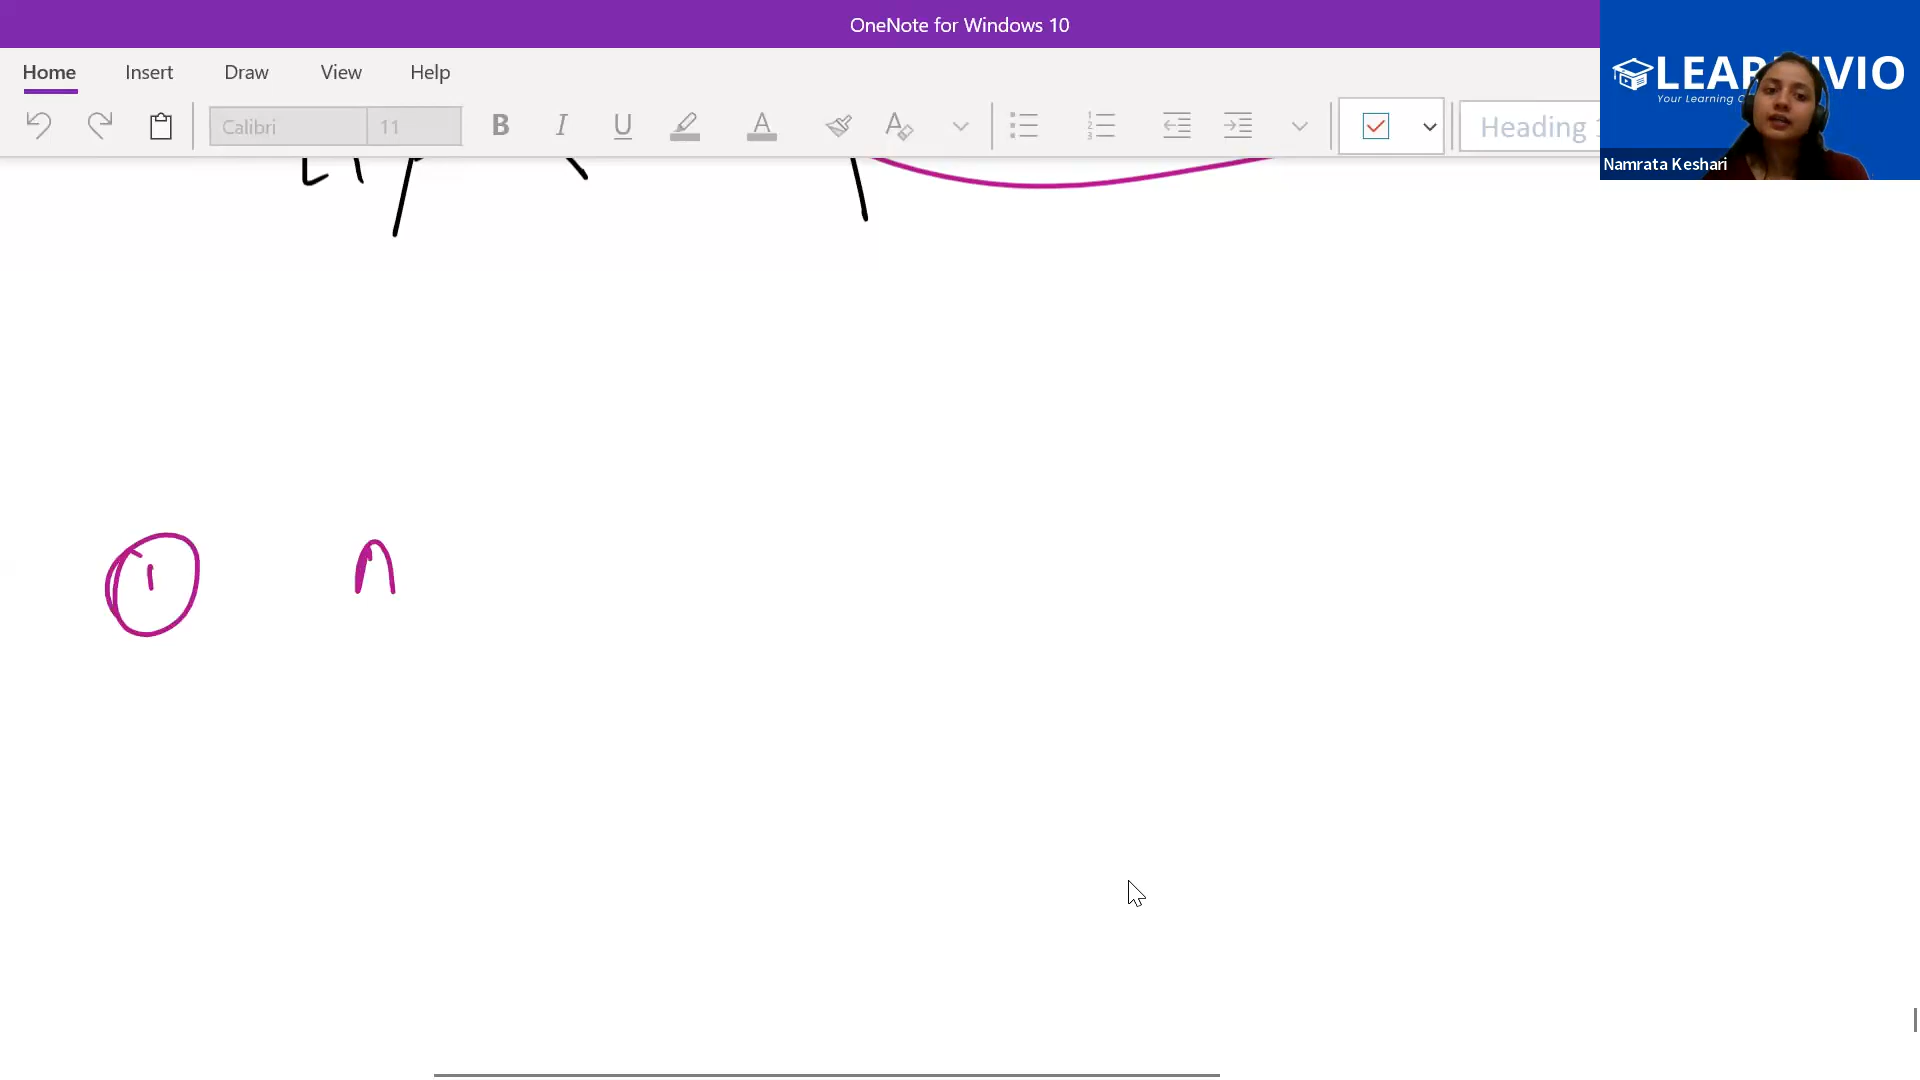 OneNote for Windows 10
Home Insert View Draw Help
Calibri 11 B I U A A Heading
LEAR VIO
Your Learning C
Namrata Keshari
1 n